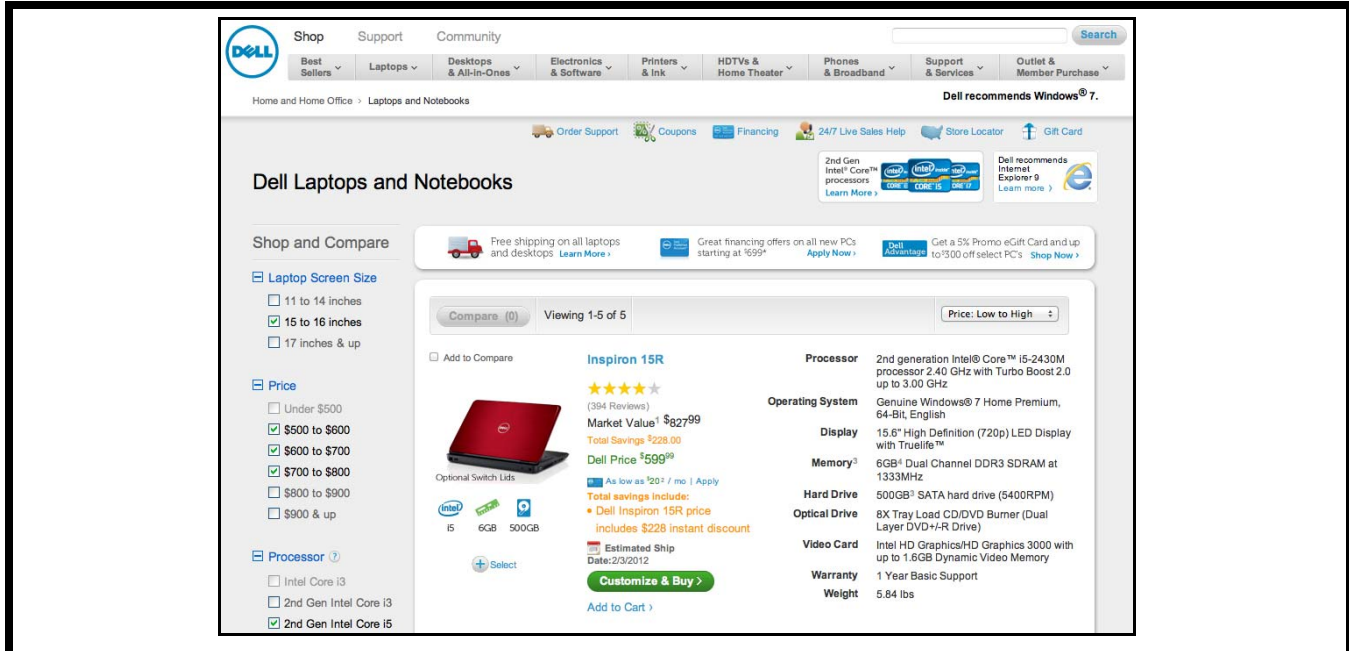 DELL
Shop Support Community
Search
Best Sellers
Laptops
Desktops & All-In-Ones
Electronics & Software
Printers & Ink
HDTVs & Home Theater
Phones & Broadband
Support & Services
Outlet & Member Purchase
Home and Home Office > Laptops and Notebooks
Dell recommends Windows® 7.
Order Support Coupons Financing 24/7 Live Sales Help Store Locator Gift Card
Dell Laptops and Notebooks
2nd Gen
Intel® Core™
processors
Learn More ›
Dell recommends
Internet
Explorer 9
Learn more ›
Shop and Compare
Free shipping on all laptops
and desktops Learn More ›
Great financing offers on all new PCs
starting at $699* Apply Now ›
Dell Advantage
Get a 5% Promo eGift Card and up
to $300 off select PC's Shop Now ›
Laptop Screen Size
11 to 14 inches
15 to 16 inches
17 inches & up
Price
Under $500
$500 to $600
$600 to $700
$700 to $800
$800 to $900
$900 & up
Processor ?
Intel Core i3
2nd Gen Intel Core i3
2nd Gen Intel Core i5
Compare (0) Viewing 1-5 of 5 Price: Low to High
Add to Compare
Optional Switch Lids
intel
i5 6GB 500GB
Select
Inspiron 15R
(394 Reviews)
Market Value¹ $827⁹⁹
Total Savings $228.00
Dell Price $599⁹⁹
As low as $20² / mo | Apply
Total savings include:
• Dell Inspiron 15R price
includes $228 instant discount
Estimated Ship
Date:2/3/2012
Customize & Buy ›
Add to Cart ›
Processor 2nd generation Intel® Core™ i5-2430M
processor 2.40 GHz with Turbo Boost 2.0
up to 3.00 GHz
Operating System Genuine Windows® 7 Home Premium,
64-Bit, English
Display 15.6" High Definition (720p) LED Display
with Truelife™
Memory³ 6GB⁴ Dual Channel DDR3 SDRAM at
1333MHz
Hard Drive 500GB³ SATA hard drive (5400RPM)
Optical Drive 8X Tray Load CD/DVD Burner (Dual
Layer DVD+/-R Drive)
Video Card Intel HD Graphics/HD Graphics 3000 with
up to 1.6GB Dynamic Video Memory
Warranty 1 Year Basic Support
Weight 5.84 lbs